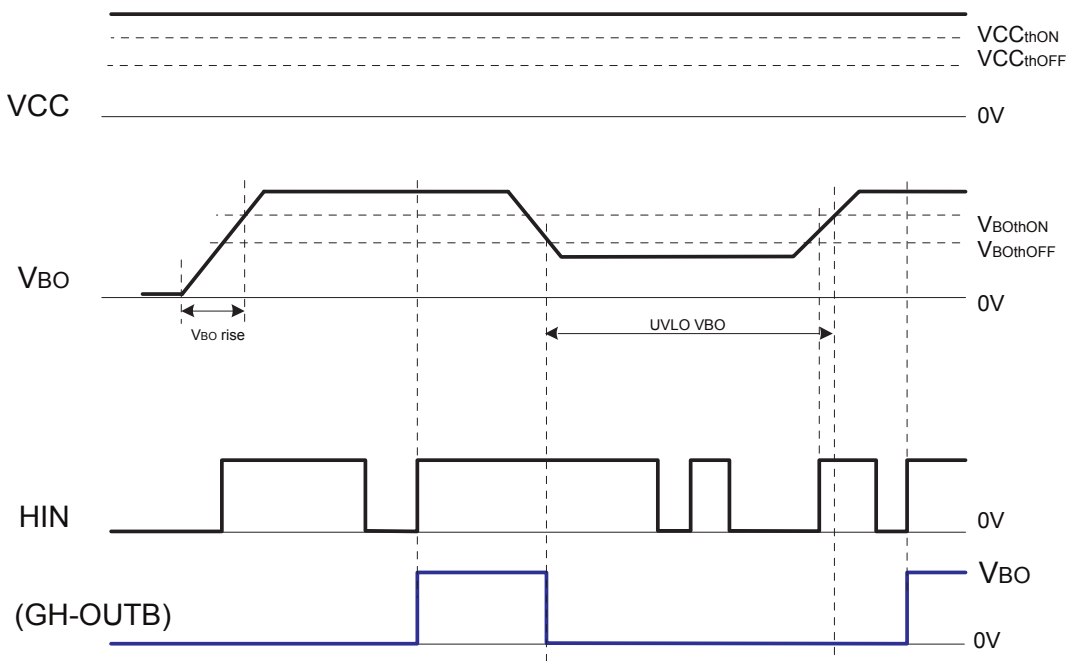 VCCthON
VCCthOFF
VCC
0V
VBOthON
VBOthOFF
VBO
0V
VBO rise
UVLO VBO
HIN
0V
VBO
(GH-OUTB)
0V